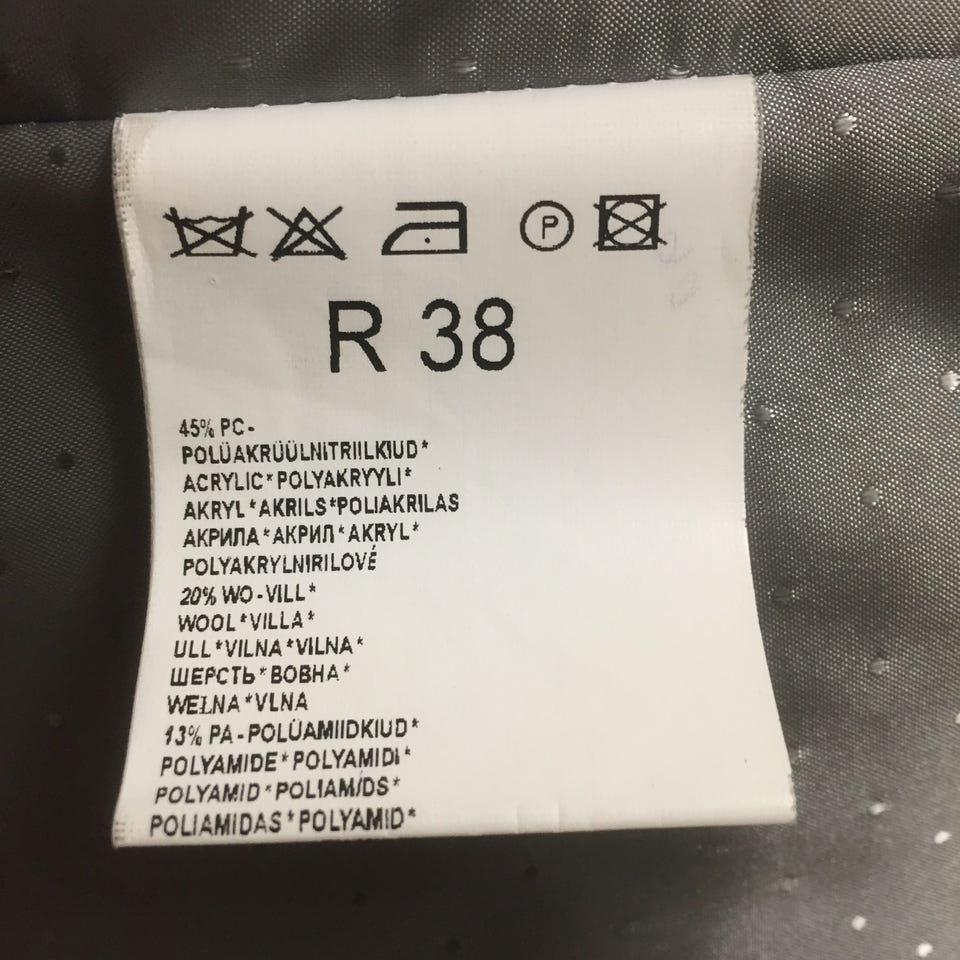 P
R 38
45% PC-
POLÜAKRÜÜLNITRIILKIUD*
ACRYLIC*POLYAKRYYLI*
AKRYL*AKRILS*POLIAKRILAS
АКРИЛА*АКРИЛ*AKRYL*
POLYAKRYLNIRILOVÉ
20% WO-VILL*
WOOL*VILLA*
ULL*VILNA*VILNA*
ШЕРСТЬ*ВОВНА*
WEŁNA*VLNA
13% PA-POLÜAMIIDKIUD*
POLYAMIDE*POLYAMIDI*
POLYAMID*POLIAMĪDS*
POLIAMIDAS*POLYAMID*